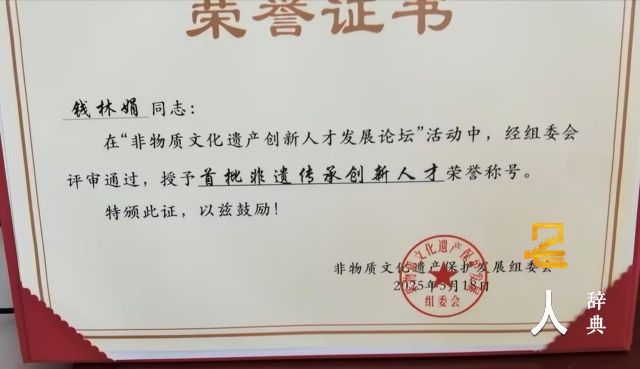 荣誉证书
钱林娟同志：
在“非物质文化遗产创新人才发展论坛”活动中，经组委会
评审通过，授予首批非遗传承创新人才荣誉称号。
特颁此证，以兹鼓励！
非物质文化遗产保护发展组委会
2025年5月18日
组委会
人
辞典